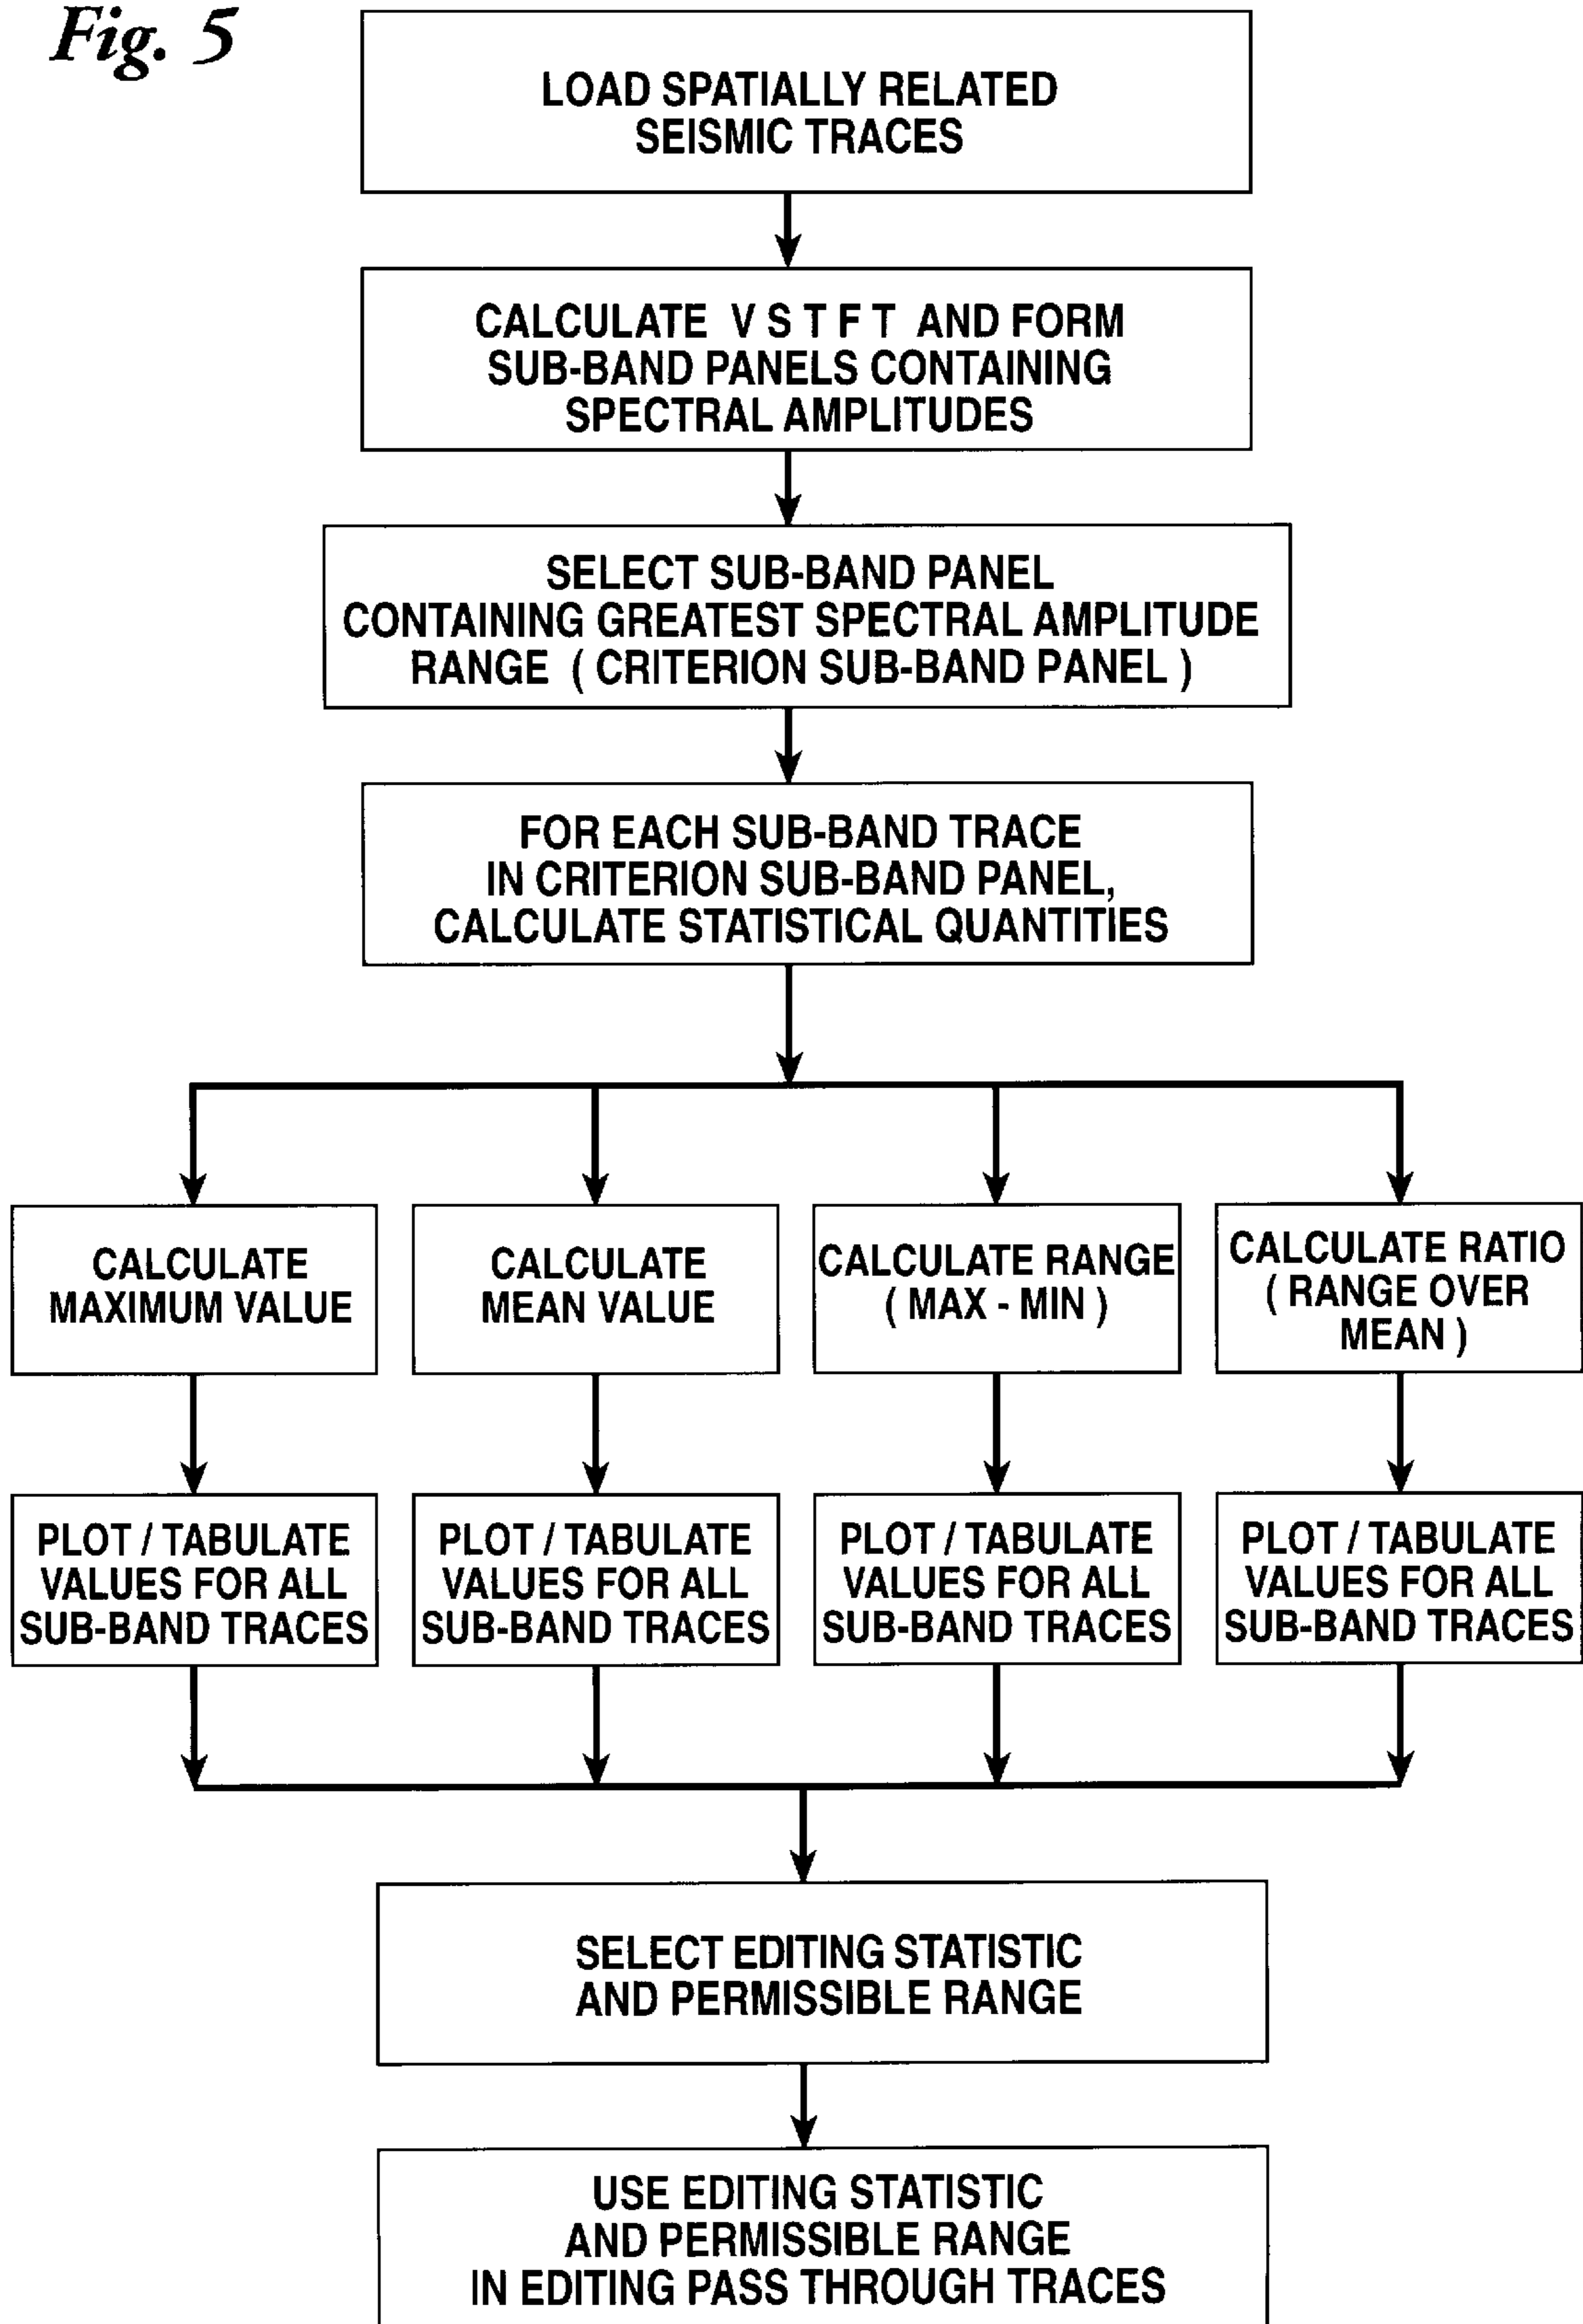 Fig. 5
LOAD SPATIALLY RELATED
SEISMIC TRACES
CALCULATE V S T F T AND FORM
SUB-BAND PANELS CONTAINING
SPECTRAL AMPLITUDES
SELECT SUB-BAND PANEL
CONTAINING GREATEST SPECTRAL AMPLITUDE
RANGE ( CRITERION SUB-BAND PANEL )
FOR EACH SUB-BAND TRACE
IN CRITERION SUB-BAND PANEL,
CALCULATE STATISTICAL QUANTITIES
CALCULATE
MAXIMUM VALUE
CALCULATE
MEAN VALUE
CALCULATE RANGE
( MAX - MIN )
CALCULATE RATIO
( RANGE OVER
MEAN )
PLOT / TABULATE
VALUES FOR ALL
SUB-BAND TRACES
PLOT / TABULATE
VALUES FOR ALL
SUB-BAND TRACES
PLOT / TABULATE
VALUES FOR ALL
SUB-BAND TRACES
PLOT / TABULATE
VALUES FOR ALL
SUB-BAND TRACES
SELECT EDITING STATISTIC
AND PERMISSIBLE RANGE
USE EDITING STATISTIC
AND PERMISSIBLE RANGE
IN EDITING PASS THROUGH TRACES